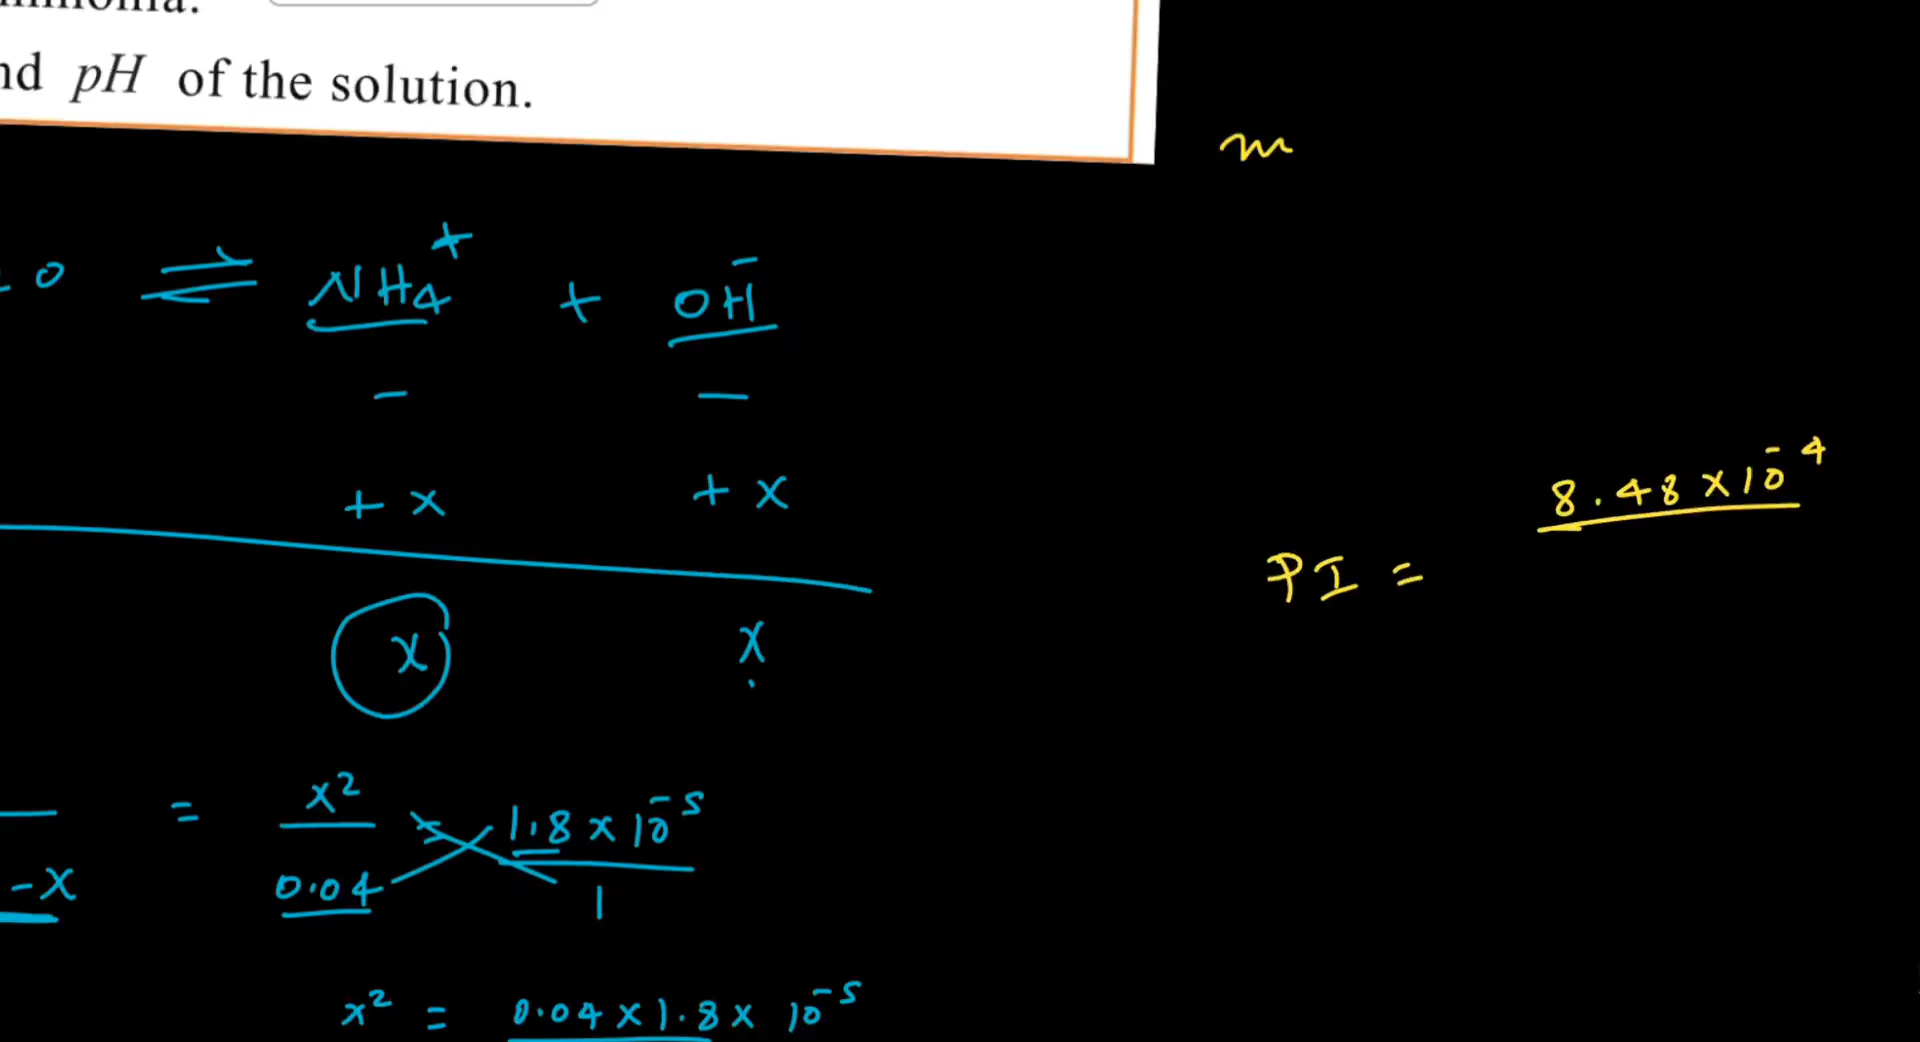 of the solution.
pH
m
O ⇌ NH4+ + OH-
- -
+ x + x
8.48 x 10-4
PI =
x x
= x2 / 0.04 = 1.8 x 10-5 / 1
- x
x2 = 0.04 x 1.8 x 10-5